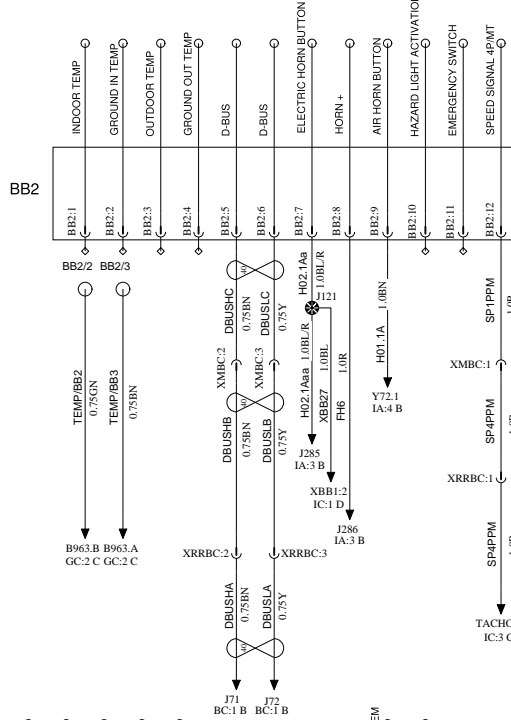 INDOOR TEMP
GROUND IN TEMP
OUTDOOR TEMP
GROUND OUT TEMP
D-BUS
D-BUS
ELECTRIC HORN BUTTON
HORN +
AIR HORN BUTTON
HAZARD LIGHT ACTIVATION
EMERGENCY SWITCH
SPEED SIGNAL 4P/MT
BB2
BB2:1
BB2:2
BB2:3
BB2:4
BB2:5
BB2:6
BB2:7
BB2:8
BB2:9
BB2:10
BB2:11
BB2:12
BB2/2
BB2/3
TEMP/BB2
0.75GN
TEMP/BB3
0.75BN
B963.B
GC:2 C
B963.A
GC:2 C
40
DBUSHC
0.75BN
DBUSLC
0.75Y
XMBC:2
XMBC:3
40
DBUSHB
0.75BN
DBUSLB
0.75Y
XRRBC:2
XRRBC:3
DBUSHA
0.75BN
DBUSLA
0.75Y
40
J71
BC:1 B
J72
BC:1 B
H02.1Aa
1.0BL/R
J121
H02.1Aaa
1.0BL/R
J285
IA:3 B
XBB27
1.0BL
XBB1:2
IC:1 D
FH6
1.0R
J286
IA:3 B
H01.1A
1.0BN
Y72.1
IA:4 B
SP1PPM
XMBC:1
SP4PPM
XRRBC:1
SP4PPM
TACHO
IC:3 C
EM